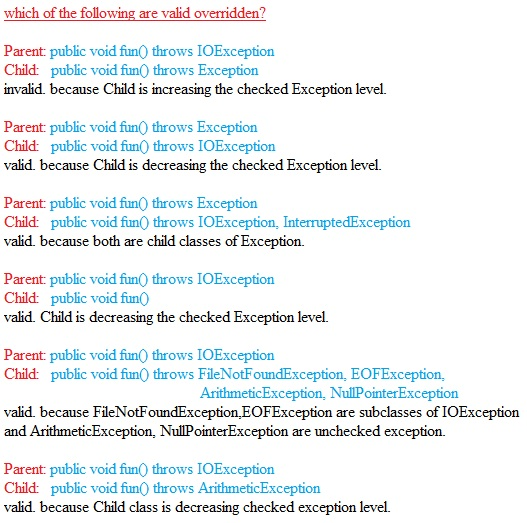 which of the following are valid overridden?
Parent: public void fun() throws IOException
Child: public void fun() throws Exception
invalid. because Child is increasing the checked Exception level.
Parent: public void fun() throws Exception
Child: public void fun() throws IOException
valid. because Child is decreasing the checked Exception level.
Parent: public void fun() throws Exception
Child: public void fun() throws IOException, InterruptedException
valid. because both are child classes of Exception.
Parent: public void fun() throws IOException
Child: public void fun()
valid. Child is decreasing the checked Exception level.
Parent: public void fun() throws IOException
Child: public void fun() throws FileNotFoundException, EOFException,
ArithmeticException, NullPointerException
valid. because FileNotFoundException,EOFException are subclasses of IOException
and ArithmeticException, NullPointerException are unchecked exception.
Parent: public void fun() throws IOException
Child: public void fun() throws ArithmeticException
valid. because Child class is decreasing checked exception level.